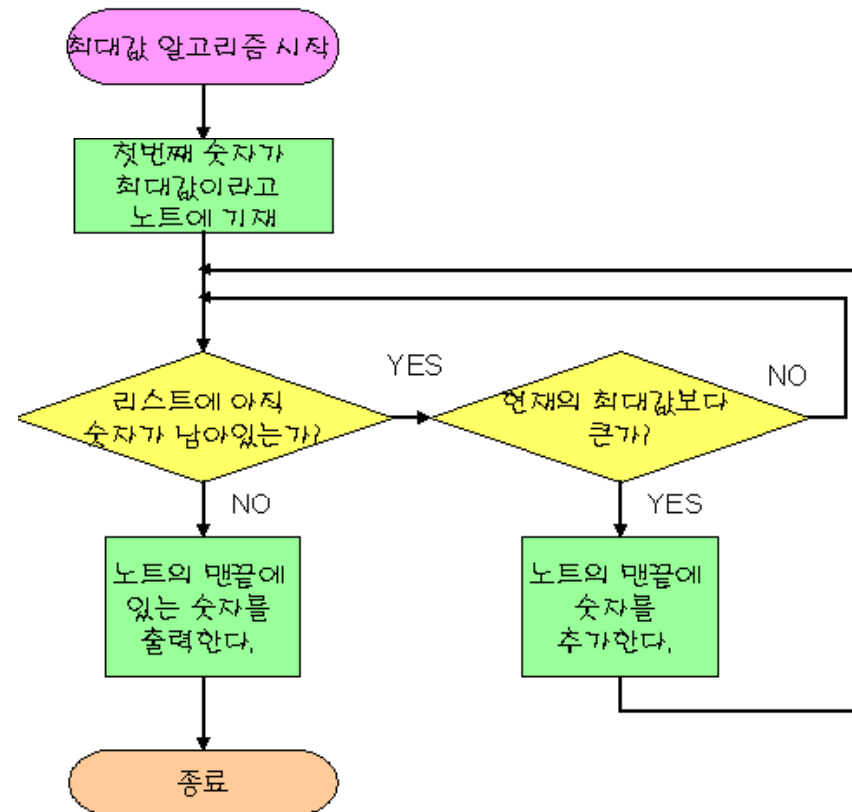 최대값 알고리즘 시작
첫번째 숫자가
최대값이라고
노트에 기재
리스트에 아직
숫자가 남아있는가?
YES
현재의 최대값보다
큰가?
NO
NO
YES
노트의 맨끝에
있는 숫자를
출력한다.
노트의 맨끝에
숫자를
추가한다.
종료